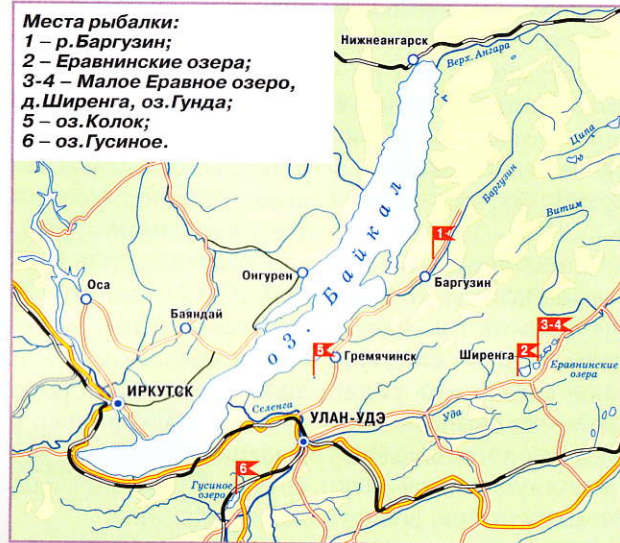 Места рыбалки:
1 – р.Баргузин;
2 – Еравнинские озера;
3-4 – Малое Еравное озеро,
д.Ширенга, оз.Гунда;
5 – оз.Колок;
6 – оз.Гусиное.
Нижнеангарск
Верх. Ангара
Ципа
Баргузин
Витим
оз. Байкал
1
Онгурен
Баргузин
Оса
Баяндай
3-4
5
Гремячинск
Ширенга
2
Еравнинские
озера
ИРКУТСК
Селенга
УЛАН-УДЭ
Уда
6
Гусиное
озеро